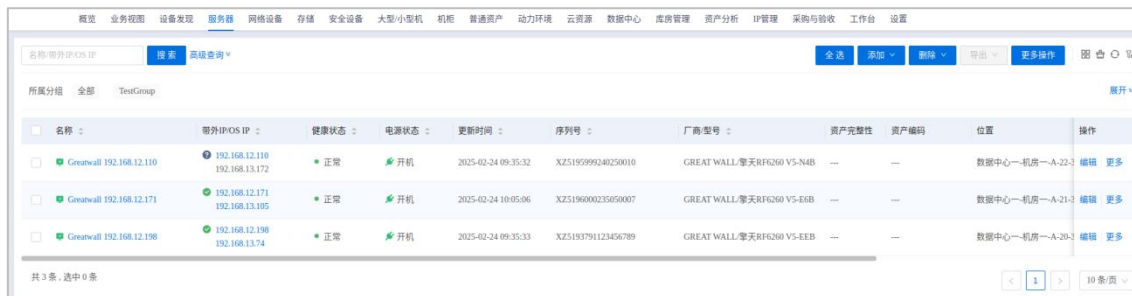 概览 业务视图 设备发现 服务器 网络设备 存储 安全设备 大型/小型机 机柜 普通资产 动力环境 云资源 数据中心 库房管理 资产分析 IP管理 采购与验收 工作台 设置
名称/带外IP/OS IP 搜索 高级查询 全选 添加 删除 导出 更多操作
所属分组 全部 TestGroup 展开
名称 带外IP/OS IP 健康状态 电源状态 更新时间 序列号 厂商/型号 资产完整性 资产编码 位置 操作
Greatwall 192.168.12.110 192.168.12.110 正常 开机 2025-02-24 09:35:32 XZ5195999240250010 GREAT WALL/擎天RF6260 V5-N4B --- --- 数据中心一-机房一-A-22-3 编辑 更多
192.168.13.172
Greatwall 192.168.12.171 192.168.12.171 正常 开机 2025-02-24 10:05:06 XZ5196000235050007 GREAT WALL/擎天RF6260 V5-E6B --- --- 数据中心一-机房一-A-21-3 编辑 更多
192.168.13.105
Greatwall 192.168.12.198 192.168.12.198 正常 开机 2025-02-24 09:35:33 XZ5193791123456789 GREAT WALL/擎天RF6260 V5-EEB --- --- 数据中心一-机房一-A-20-3 编辑 更多
192.168.13.74
共 3 条 , 选中 0 条 < 1 > 10 条/页